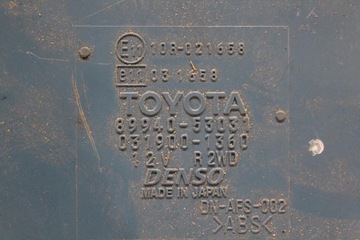 E11 10R-021658
e11 031658
TOYOTA
89940-3303
031900-1360
12V R2WD
DENSO
MADE IN JAPAN
DN-AES-002
>ABS<